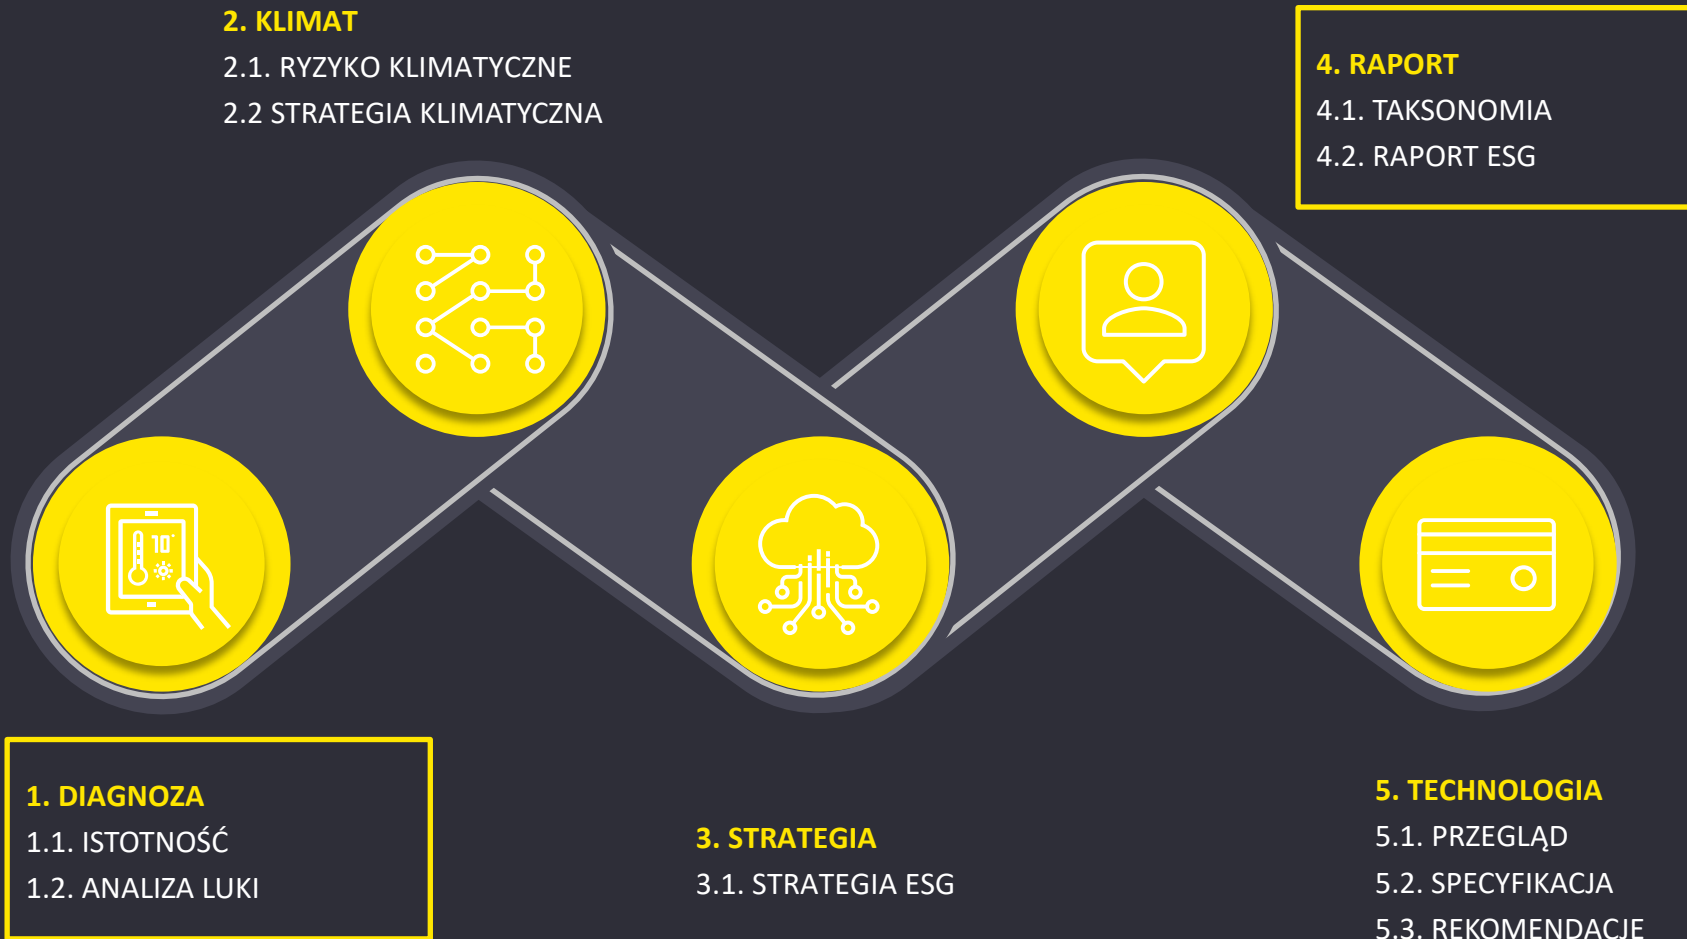 2. KLIMAT
2.1. RYZYKO KLIMATYCZNE
2.2 STRATEGIA KLIMATYCZNA
4. RAPORT
4.1. TAKSONOMIA
4.2. RAPORT ESG
10°
1. DIAGNOZA
1.1. ISTOTNOŚĆ
1.2. ANALIZA LUKI
3. STRATEGIA
3.1. STRATEGIA ESG
5. TECHNOLOGIA
5.1. PRZEGLĄD
5.2. SPECYFIKACJA
5.3. REKOMENDACJE